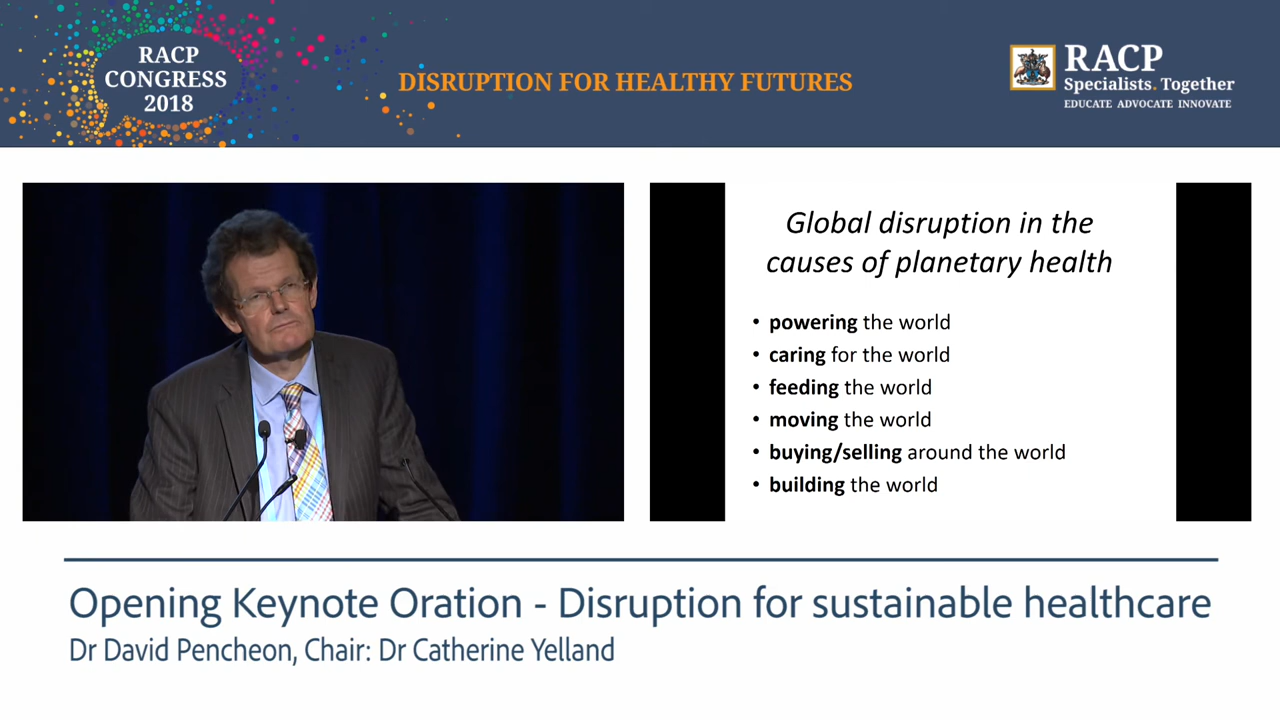 RACP
CONGRESS
2018
DISRUPTION FOR HEALTHY FUTURES
RACP
Specialists. Together
EDUCATE ADVOCATE INNOVATE
Global disruption in the
causes of planetary health
• powering the world
• caring for the world
• feeding the world
• moving the world
• buying/selling around the world
• building the world
Opening Keynote Oration - Disruption for sustainable healthcare
Dr David Pencheon, Chair: Dr Catherine Yelland